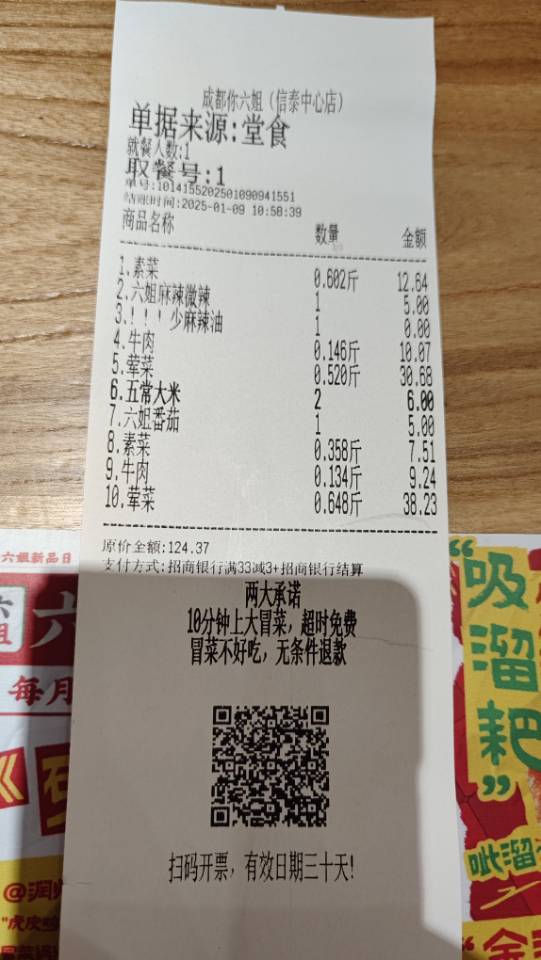 成都你六姐（信泰中心店）
单据来源:堂食
就餐人数:1
取餐号:1
单号:1014155202501090941551
结账时间:2025-01-09 10:58:39
商品名称 数量 金额
1.素菜 0.602斤 12.64
2.六姐麻辣微辣 1 5.00
3.！！！少麻辣油 1 0.00
4.牛肉 0.146斤 10.07
5.荤菜 0.520斤 30.68
6.五常大米 2 6.00
7.六姐番茄 1 5.00
8.素菜 0.358斤 7.51
9.牛肉 0.134斤 9.24
10.荤菜 0.648斤 38.23
原价金额:124.37
支付方式:招商银行满33减3+招商银行结算
两大承诺
10分钟上大冒菜，超时免费
冒菜不好吃，无条件退款
扫码开票，有效日期三十天!
六姐新品日
六
每月
“吸
溜
耙
”
呲溜